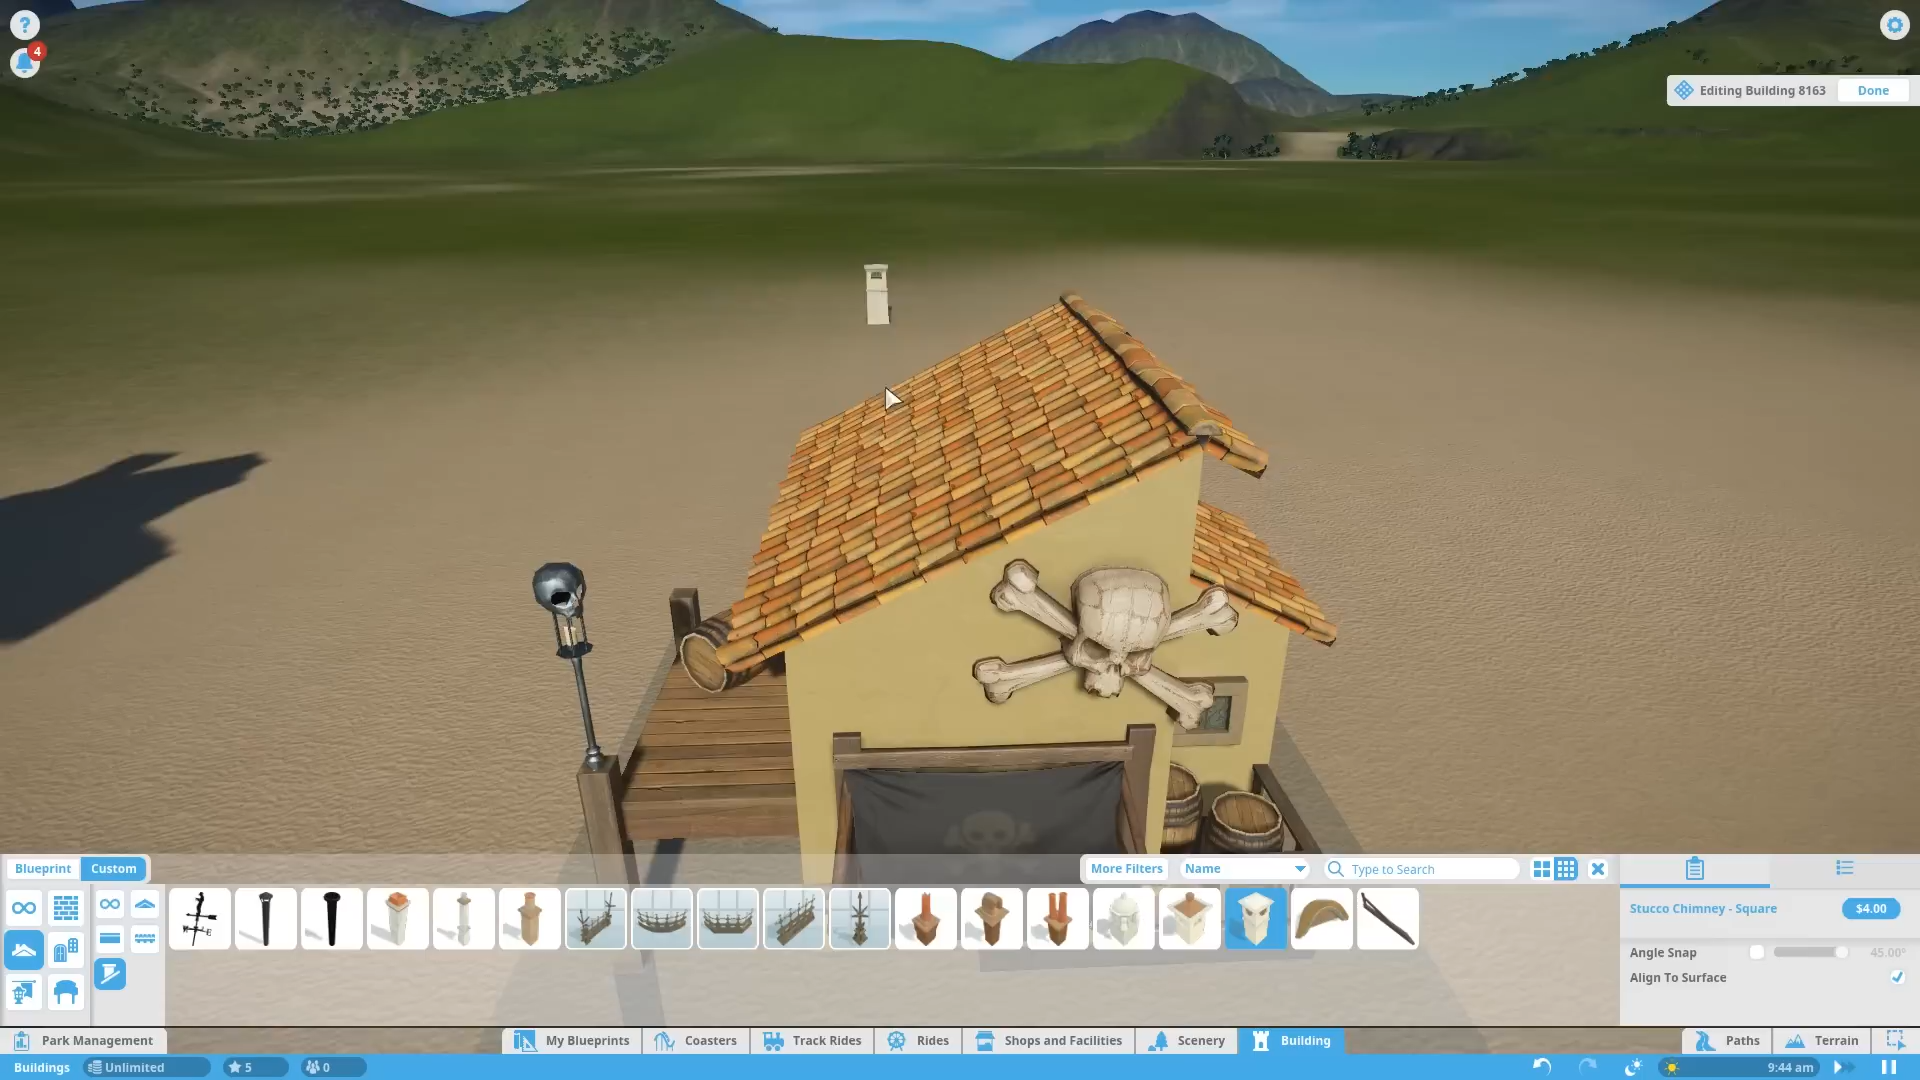 ?
4
Editing Building 8163
Done
Blueprint
Custom
More Filters
Name
Type to Search
Stucco Chimney - Square
$4.00
Angle Snap
45.00°
Align To Surface
Park Management
My Blueprints
Coasters
Track Rides
Rides
Shops and Facilities
Scenery
Building
Paths
Terrain
Buildings
Unlimited
5
0
9:44 am